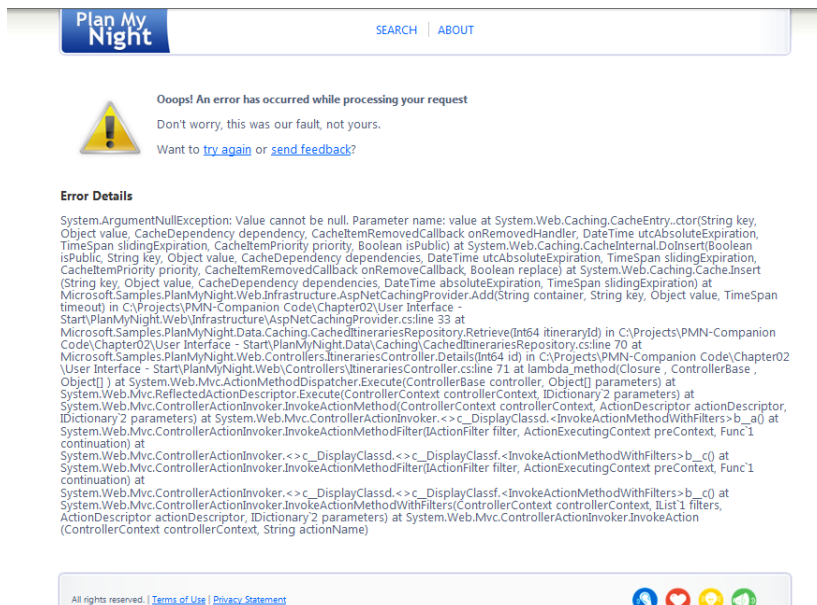 Plan My
Night
SEARCH
ABOUT
Ooops! An error has occurred while processing your request
Don't worry, this was our fault, not yours.
Want to try again or send feedback?
Error Details
System.ArgumentNullException: Value cannot be null. Parameter name: value at System.Web.Caching.CacheEntry..ctor(String key,
Object value, CacheDependency dependency, CacheItemRemovedCallback onRemovedHandler, DateTime utcAbsoluteExpiration,
TimeSpan slidingExpiration, CacheItemPriority priority, Boolean isPublic) at System.Web.Caching.CacheInternal.DoInsert(Boolean
isPublic, String key, Object value, CacheDependency dependencies, DateTime utcAbsoluteExpiration, TimeSpan slidingExpiration,
CacheItemPriority priority, CacheItemRemovedCallback onRemoveCallback, Boolean replace) at System.Web.Caching.Cache.Insert
(String key, Object value, CacheDependency dependencies, DateTime absoluteExpiration, TimeSpan slidingExpiration) at
Microsoft.Samples.PlanMyNight.Web.Infrastructure.AspNetCachingProvider.Add(String container, String key, Object value, TimeSpan
timeout) in C:\Projects\PMN-Companion Code\Chapter02\User Interface -
Start\PlanMyNight.Web\Infrastructure\AspNetCachingProvider.cs:line 33 at
Microsoft.Samples.PlanMyNight.Data.Caching.CachedItinerariesRepository.Retrieve(Int64 itineraryId) in C:\Projects\PMN-Companion
Code\Chapter02\User Interface - Start\PlanMyNight.Data\Caching\CachedItinerariesRepository.cs:line 70 at
Microsoft.Samples.PlanMyNight.Web.Controllers.ItinerariesController.Details(Int64 id) in C:\Projects\PMN-Companion Code\Chapter02
\User Interface - Start\PlanMyNight.Web\Controllers\ItinerariesController.cs:line 71 at lambda_method(Closure , ControllerBase ,
Object[] ) at System.Web.Mvc.ActionMethodDispatcher.Execute(ControllerBase controller, Object[] parameters) at
System.Web.Mvc.ReflectedActionDescriptor.Execute(ControllerContext controllerContext, IDictionary`2 parameters) at
System.Web.Mvc.ControllerActionInvoker.InvokeActionMethod(ControllerContext controllerContext, ActionDescriptor actionDescriptor,
IDictionary`2 parameters) at System.Web.Mvc.ControllerActionInvoker.<>c__DisplayClassd.<InvokeActionMethodWithFilters>b__a() at
System.Web.Mvc.ControllerActionInvoker.InvokeActionMethodFilter(IActionFilter filter, ActionExecutingContext preContext, Func`1
continuation) at
System.Web.Mvc.ControllerActionInvoker.<>c__DisplayClassd.<>c__DisplayClassf.<InvokeActionMethodWithFilters>b__c() at
System.Web.Mvc.ControllerActionInvoker.InvokeActionMethodFilter(IActionFilter filter, ActionExecutingContext preContext, Func`1
continuation) at
System.Web.Mvc.ControllerActionInvoker.<>c__DisplayClassd.<>c__DisplayClassf.<InvokeActionMethodWithFilters>b__c() at
System.Web.Mvc.ControllerActionInvoker.InvokeActionMethodWithFilters(ControllerContext controllerContext, IList`1 filters,
ActionDescriptor actionDescriptor, IDictionary`2 parameters) at System.Web.Mvc.ControllerActionInvoker.InvokeAction
(ControllerContext controllerContext, String actionName)
All rights reserved. | Terms of Use | Privacy Statement